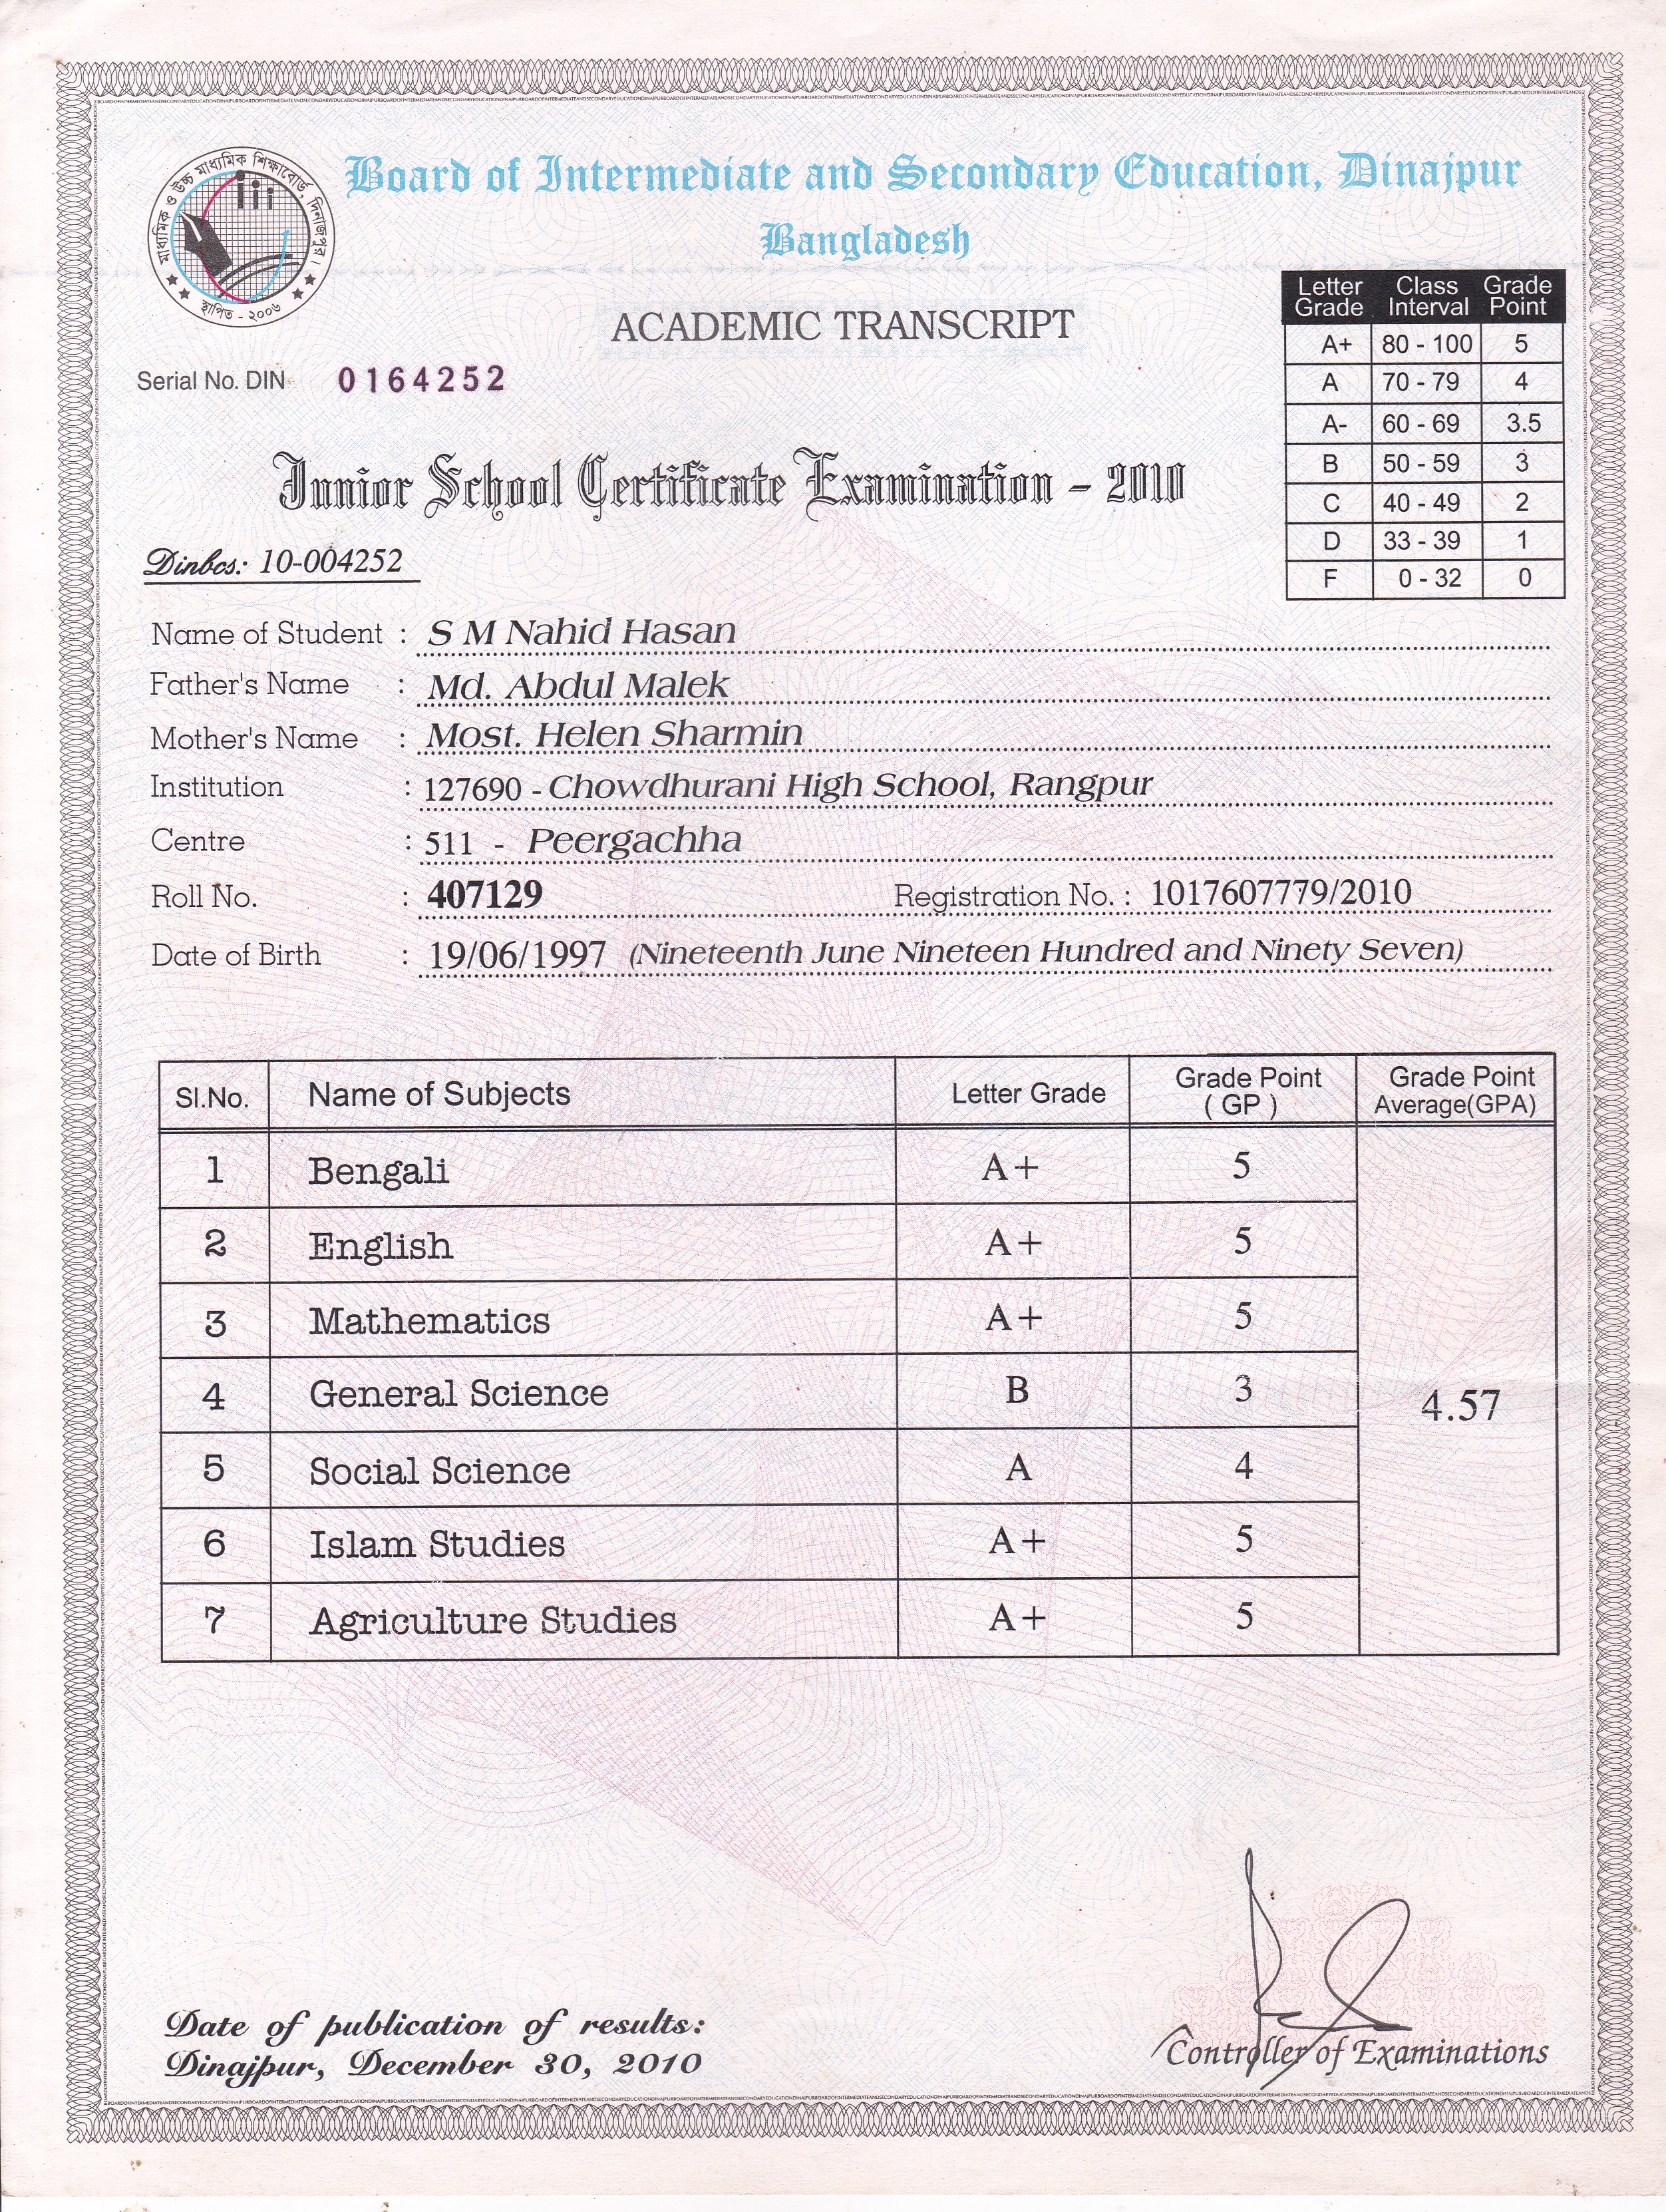 মাধ্যমিক ও উচ্চ মাধ্যমিক শিক্ষাবোর্ড, দিনাজপুর।
স্থাপিত - ২০০৬
Board of Intermediate and Secondary Education, Dinajpur
Bangladesh
ACADEMIC TRANSCRIPT
Serial No. DIN 0164252
Letter Grade Class Interval Grade Point
A+ 80 - 100 5
A 70 - 79 4
A- 60 - 69 3.5
B 50 - 59 3
C 40 - 49 2
D 33 - 39 1
F 0 - 32 0
Junior School Certificate Examination - 2010
Dinbcs: 10-004252
Name of Student : S M Nahid Hasan
Father's Name : Md. Abdul Malek
Mother's Name : Most. Helen Sharmin
Institution : 127690 - Chowdhurani High School, Rangpur
Centre : 511 - Peergachha
Roll No. : 407129 Registration No. : 1017607779/2010
Date of Birth : 19/06/1997 (Nineteenth June Nineteen Hundred and Ninety Seven)
Sl.No. Name of Subjects Letter Grade Grade Point ( GP ) Grade Point Average(GPA)
1 Bengali A+ 5
2 English A+ 5
3 Mathematics A+ 5
4 General Science B 3
4.57
5 Social Science A 4
6 Islam Studies A+ 5
7 Agriculture Studies A+ 5
Date of publication of results:
Dinajpur, December 30, 2010
Controller of Examinations